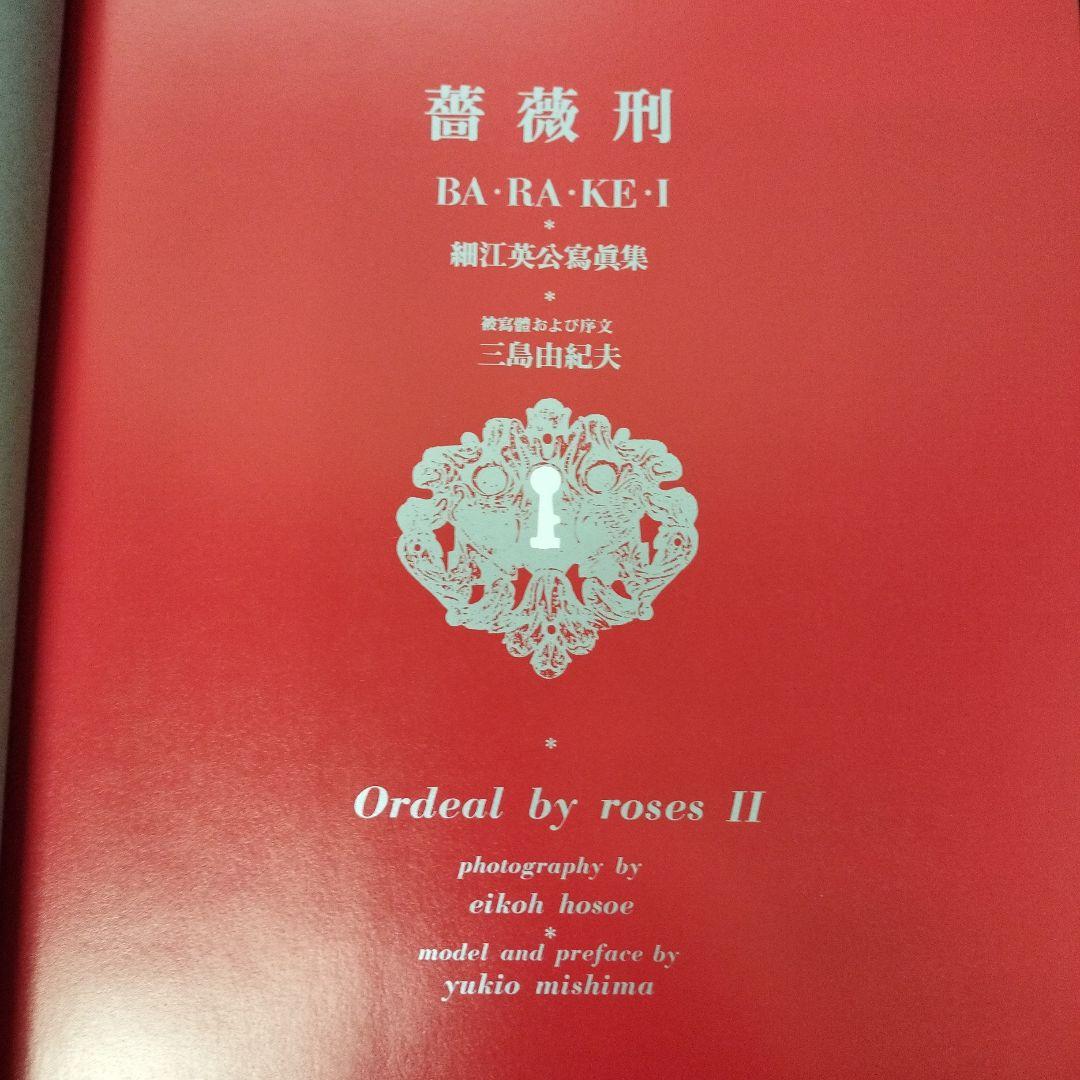 薔薇刑
BA·RA·KE·I
*
細江英公寫眞集
*
被寫體および序文
三島由紀夫
*
Ordeal by roses II
photography by
eikoh hosoe
*
model and preface by
yukio mishima